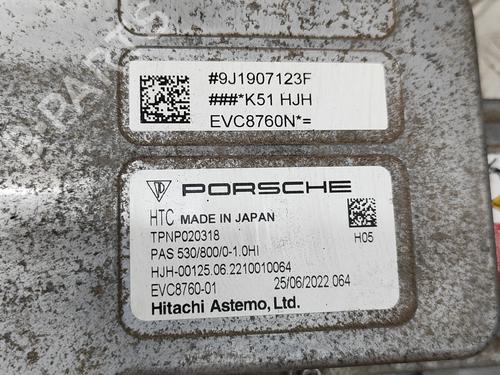 #9J1907123F
###*K51 HJH
EVC8760N*=
PORSCHE
HTC MADE IN JAPAN
TPNP020318
PAS 530/800/0-1.0HI
H05
HJH-00125.06.2210010064
EVC8760-01 25/06/2022 064
Hitachi Astemo, Ltd.
B-PARTS